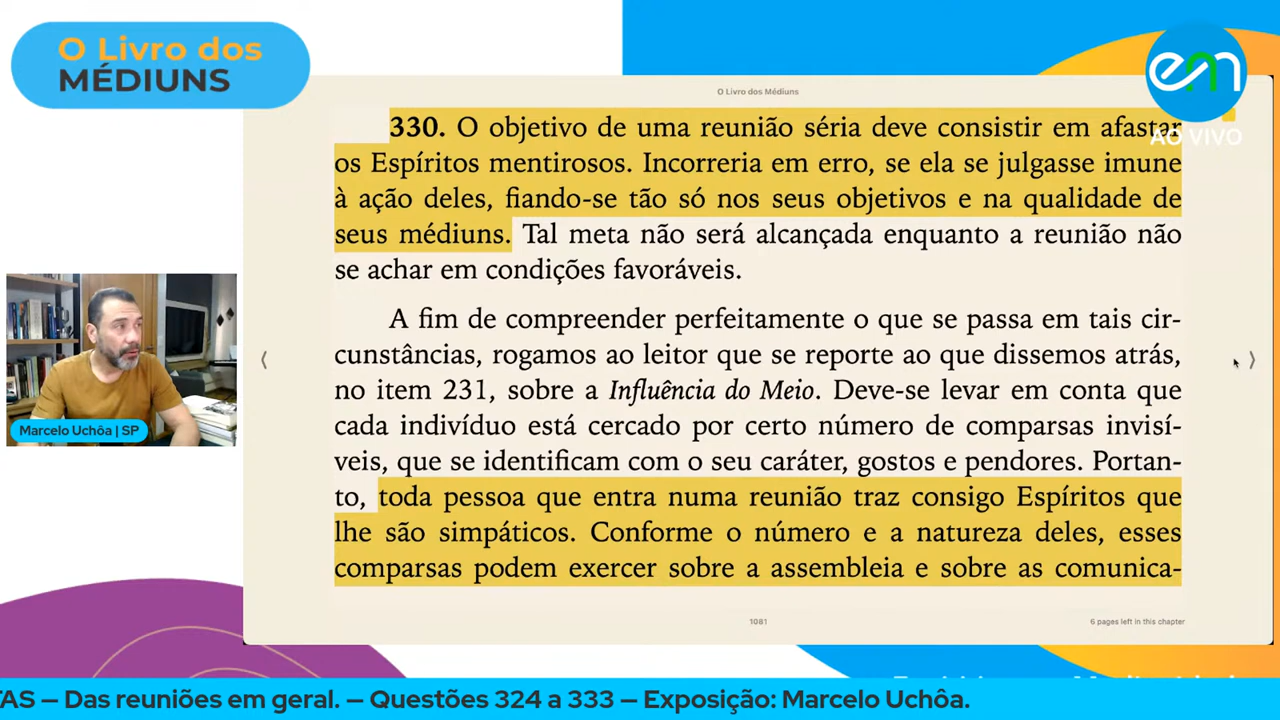 O Livro dos
MÉDIUNS
em
AO VIVO
O Livro dos Médiuns
330. O objetivo de uma reunião séria deve consistir em afastar
os Espíritos mentirosos. Incorreria em erro, se ela se julgasse imune
à ação deles, fiando-se tão só nos seus objetivos e na qualidade de
seus médiuns. Tal meta não será alcançada enquanto a reunião não
se achar em condições favoráveis.
A fim de compreender perfeitamente o que se passa em tais cir-
cunstâncias, rogamos ao leitor que se reporte ao que dissemos atrás,
no item 231, sobre a Influência do Meio. Deve-se levar em conta que
cada indivíduo está cercado por certo número de comparsas invisí-
veis, que se identificam com o seu caráter, gostos e pendores. Portan-
to, toda pessoa que entra numa reunião traz consigo Espíritos que
lhe são simpáticos. Conforme o número e a natureza deles, esses
comparsas podem exercer sobre a assembleia e sobre as comunica-
1081
6 pages left in this chapter
Marcelo Uchôa | SP
TAS — Das reuniões em geral. — Questões 324 a 333 — Exposição: Marcelo Uchôa.